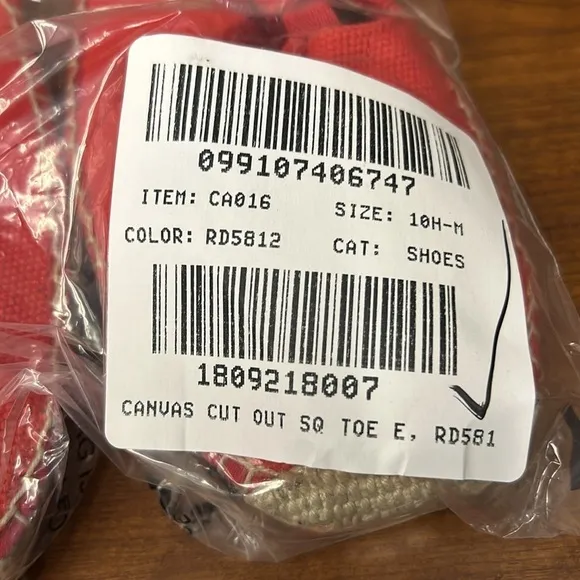 099107406747
ITEM: CA016 SIZE: 10H-M
COLOR: RD5812 CAT: SHOES
1809218007
CANVAS CUT OUT SQ TOE E, RD581